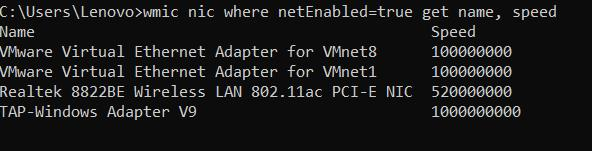 C:\Users\Lenovo>wmic nic where netEnabled=true get name, speed
Name Speed
VMware Virtual Ethernet Adapter for VMnet8 100000000
VMware Virtual Ethernet Adapter for VMnet1 100000000
Realtek 8822BE Wireless LAN 802.11ac PCI-E NIC 520000000
TAP-Windows Adapter V9 1000000000